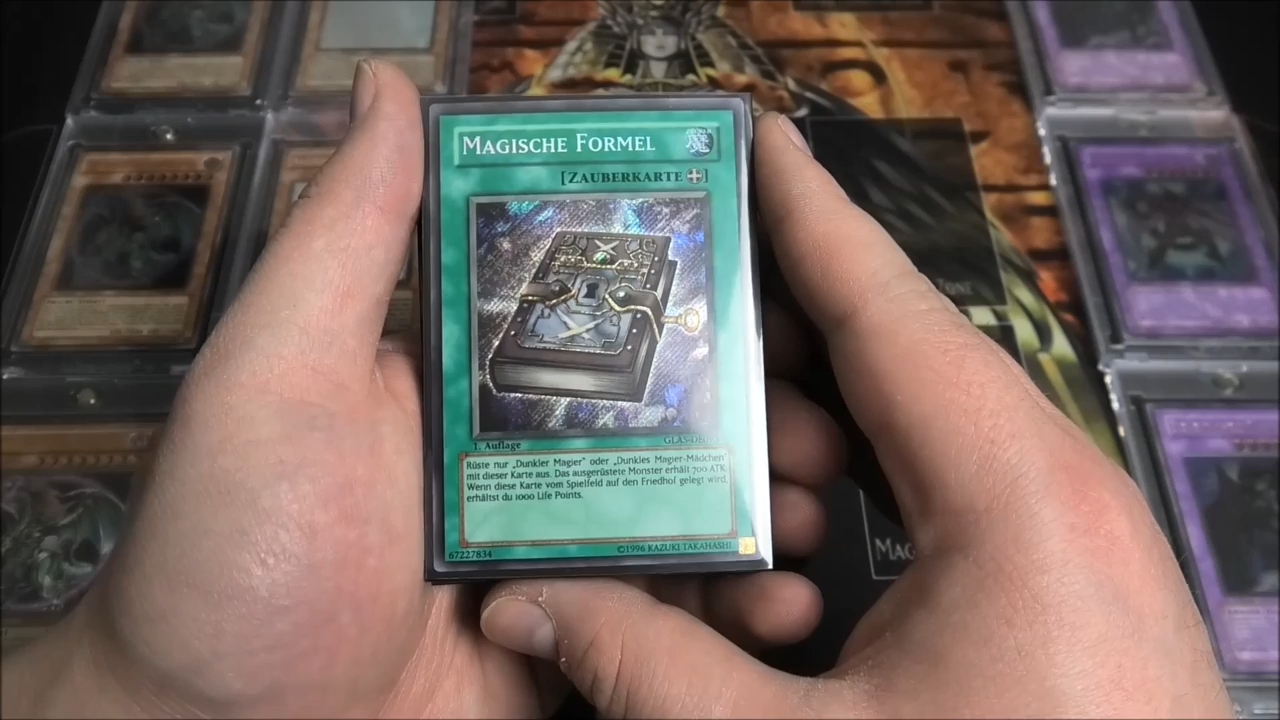 MAGISCHE FORMEL
[ZAUBERKARTE]
1. Auflage
Rüste nur „Dunkler Magier" oder „Dunkles Magier-Mädchen"
mit dieser Karte aus. Das ausgerüstete Monster erhält 700 ATK.
Wenn diese Karte vom Spielfeld auf den Friedhof gelegt wird,
erhältst du 1000 Life Points.
67227834
©1996 KAZUKI TAKAHASHI
ZONE
MAG